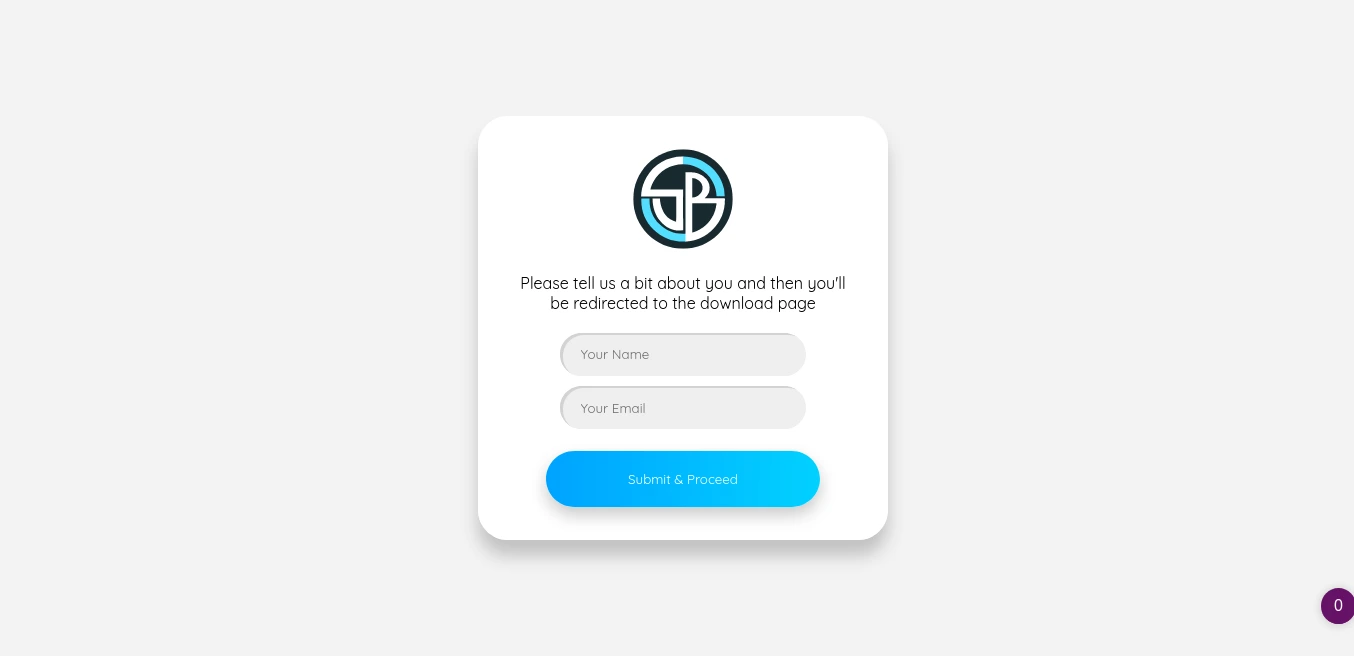 Please tell us a bit about you and then you'll
be redirected to the download page
Your Name
Your Email
Submit & Proceed
0